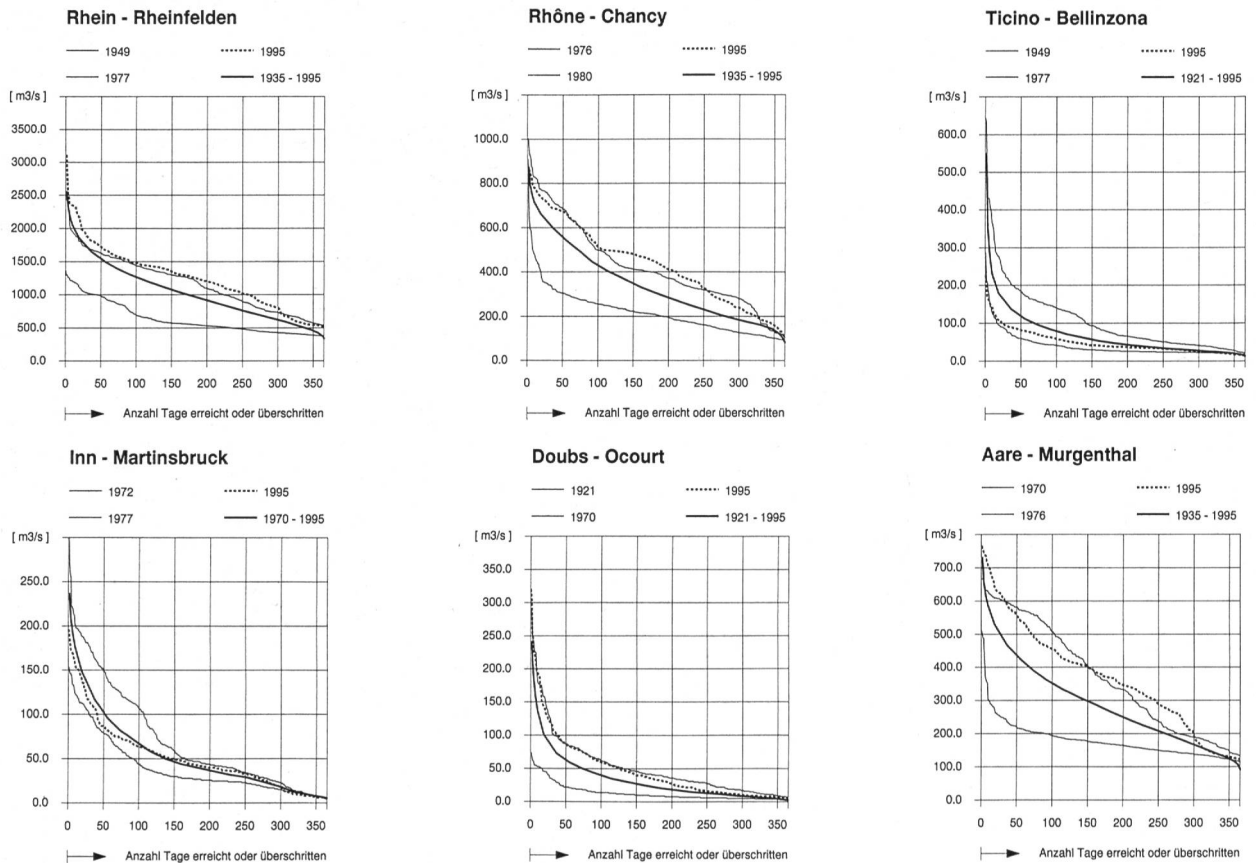 Rhein - Rheinfelden
1949
1995
1977
1935 - 1995
[ m3/s ]
3500.0
3000.0
2500.0
2000.0
1500.0
1000.0
500.0
0.0
0 50 100 150 200 250 300 350
Anzahl Tage erreicht oder überschritten
Rhône - Chancy
1976
1995
1980
1935 - 1995
[ m3/s ]
1000.0
800.0
600.0
400.0
200.0
0.0
0 50 100 150 200 250 300 350
Anzahl Tage erreicht oder überschritten
Ticino - Bellinzona
1949
1995
1977
1921 - 1995
[ m3/s ]
600.0
500.0
400.0
300.0
200.0
100.0
0.0
0 50 100 150 200 250 300 350
Anzahl Tage erreicht oder überschritten
Inn - Martinsbruck
1972
1995
1977
1970 - 1995
[ m3/s ]
250.0
200.0
150.0
100.0
50.0
0.0
0 50 100 150 200 250 300 350
Anzahl Tage erreicht oder überschritten
Doubs - Ocourt
1921
1995
1970
1921 - 1995
[ m3/s ]
350.0
300.0
250.0
200.0
150.0
100.0
50.0
0.0
0 50 100 150 200 250 300 350
Anzahl Tage erreicht oder überschritten
Aare - Murgenthal
1970
1995
1976
1935 - 1995
[ m3/s ]
700.0
600.0
500.0
400.0
300.0
200.0
100.0
0.0
0 50 100 150 200 250 300 350
Anzahl Tage erreicht oder überschritten